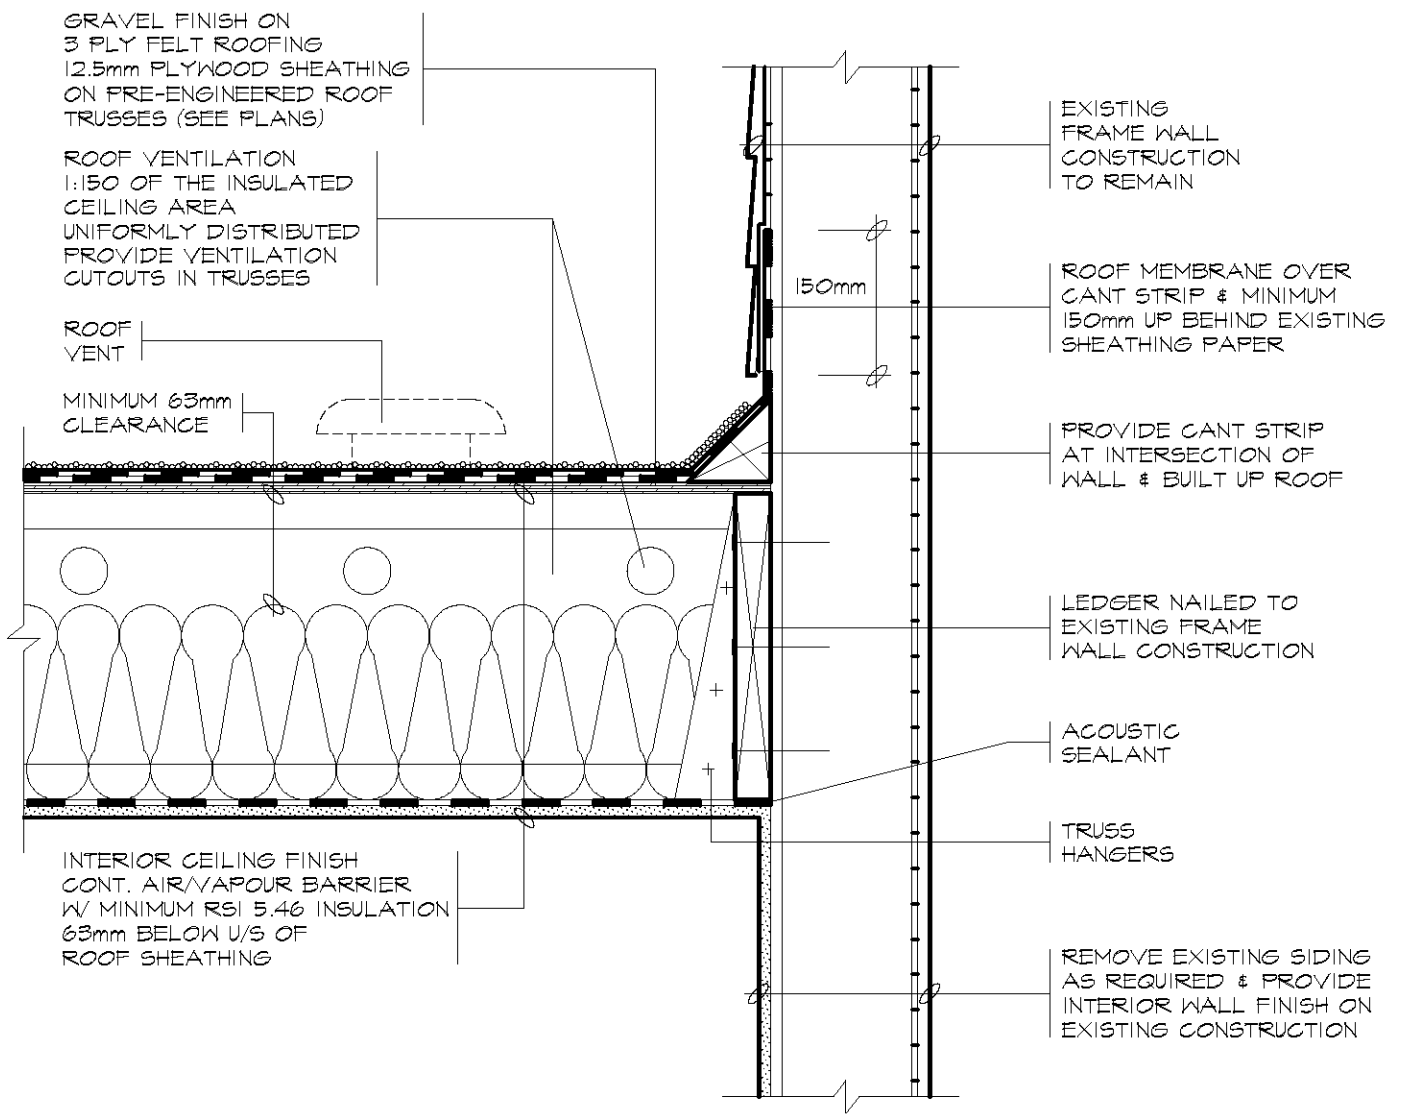 GRAVEL FINISH ON
3 PLY FELT ROOFING
12.5mm PLYWOOD SHEATHING
ON PRE-ENGINEERED ROOF
TRUSSES (SEE PLANS)
ROOF VENTILATION
1:150 OF THE INSULATED
CEILING AREA
UNIFORMLY DISTRIBUTED
PROVIDE VENTILATION
CUTOUTS IN TRUSSES
ROOF
VENT
MINIMUM 63mm
CLEARANCE
INTERIOR CEILING FINISH
CONT. AIR/VAPOUR BARRIER
W/ MINIMUM RSI 5.46 INSULATION
63mm BELOW U/S OF
ROOF SHEATHING
150mm
EXISTING
FRAME WALL
CONSTRUCTION
TO REMAIN
ROOF MEMBRANE OVER
CANT STRIP & MINIMUM
150mm UP BEHIND EXISTING
SHEATHING PAPER
PROVIDE CANT STRIP
AT INTERSECTION OF
WALL & BUILT UP ROOF
LEDGER NAILED TO
EXISTING FRAME
WALL CONSTRUCTION
ACOUSTIC
SEALANT
TRUSS
HANGERS
REMOVE EXISTING SIDING
AS REQUIRED & PROVIDE
INTERIOR WALL FINISH ON
EXISTING CONSTRUCTION